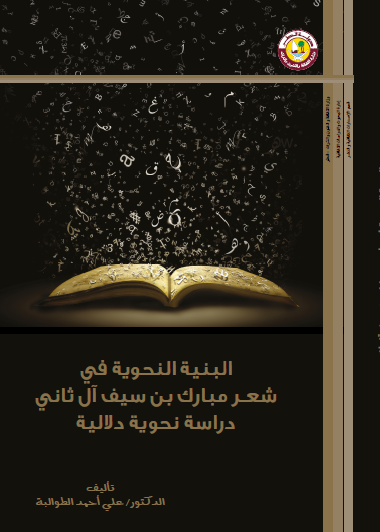 البنية النحوية في
شعر مبارك بن سيف آل ثاني
دراسة نحوية دلالية
تأليف
الدكتور/ علي أحمد الطوالبة